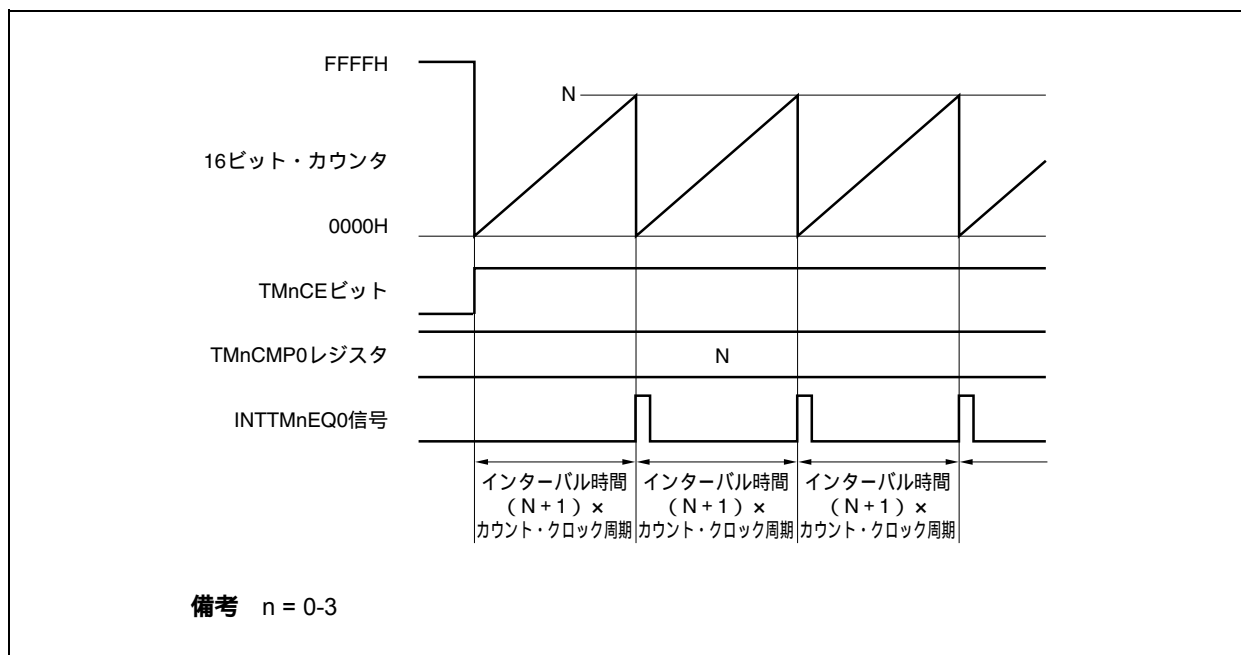 FFFFH
N
16ビット・カウンタ
0000H
TMnCEビット
TMnCMP0レジスタ
N
INTTMnEQ0信号
インターバル時間
（N＋1）×
カウント・クロック周期
インターバル時間
（N＋1）×
カウント・クロック周期
インターバル時間
（N＋1）×
カウント・クロック周期
備考 n = 0-3